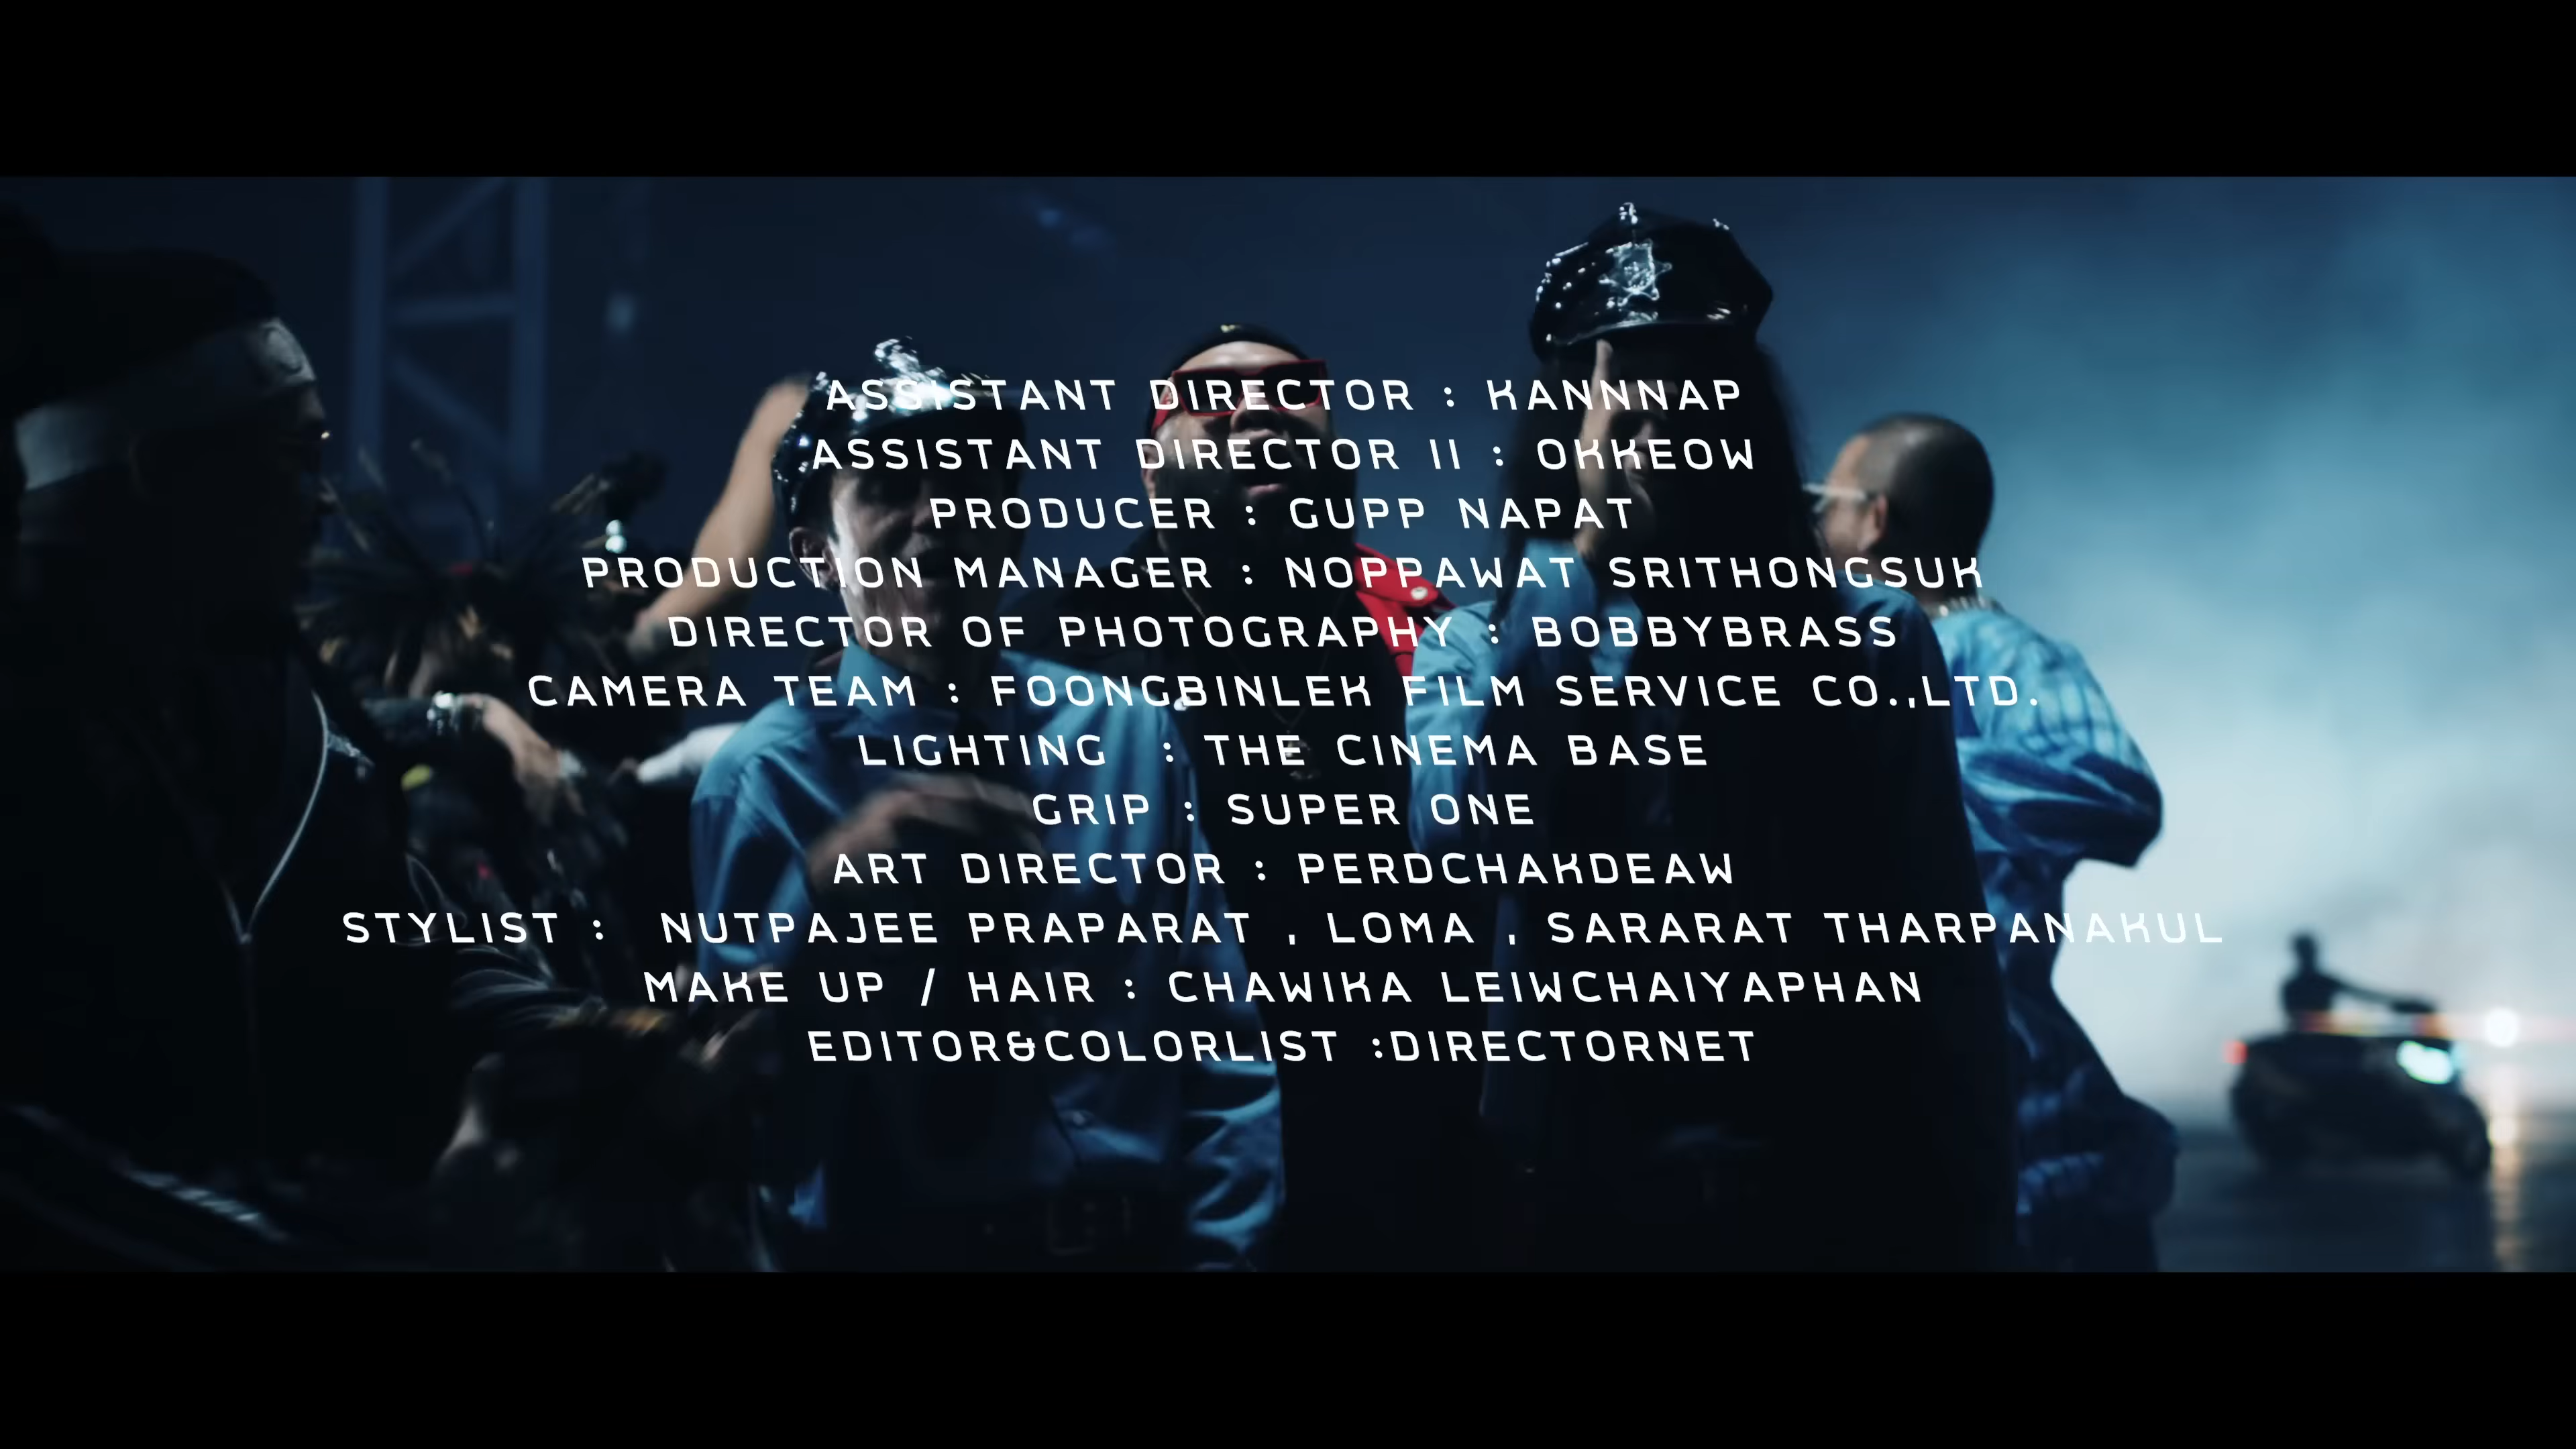 ASSISTANT DIRECTOR : KANNNAP
ASSISTANT DIRECTOR II : OKKEOW
PRODUCER : GUPP NAPAT
PRODUCTION MANAGER : NOPPAWAT SRITHONGSUK
DIRECTOR OF PHOTOGRAPHY : BOBBYBRASS
CAMERA TEAM : FOONGBINLEK FILM SERVICE CO.,LTD.
LIGHTING : THE CINEMA BASE
GRIP : SUPER ONE
ART DIRECTOR : PERDCHAKDEAW
STYLIST : NUTPAJEE PRAPARAT , LOMA , SARARAT THARPANAKUL
MAKE UP / HAIR : CHAWIKA LEIWCHAIYAPHAN
EDITOR&COLORLIST :DIRECTORNET